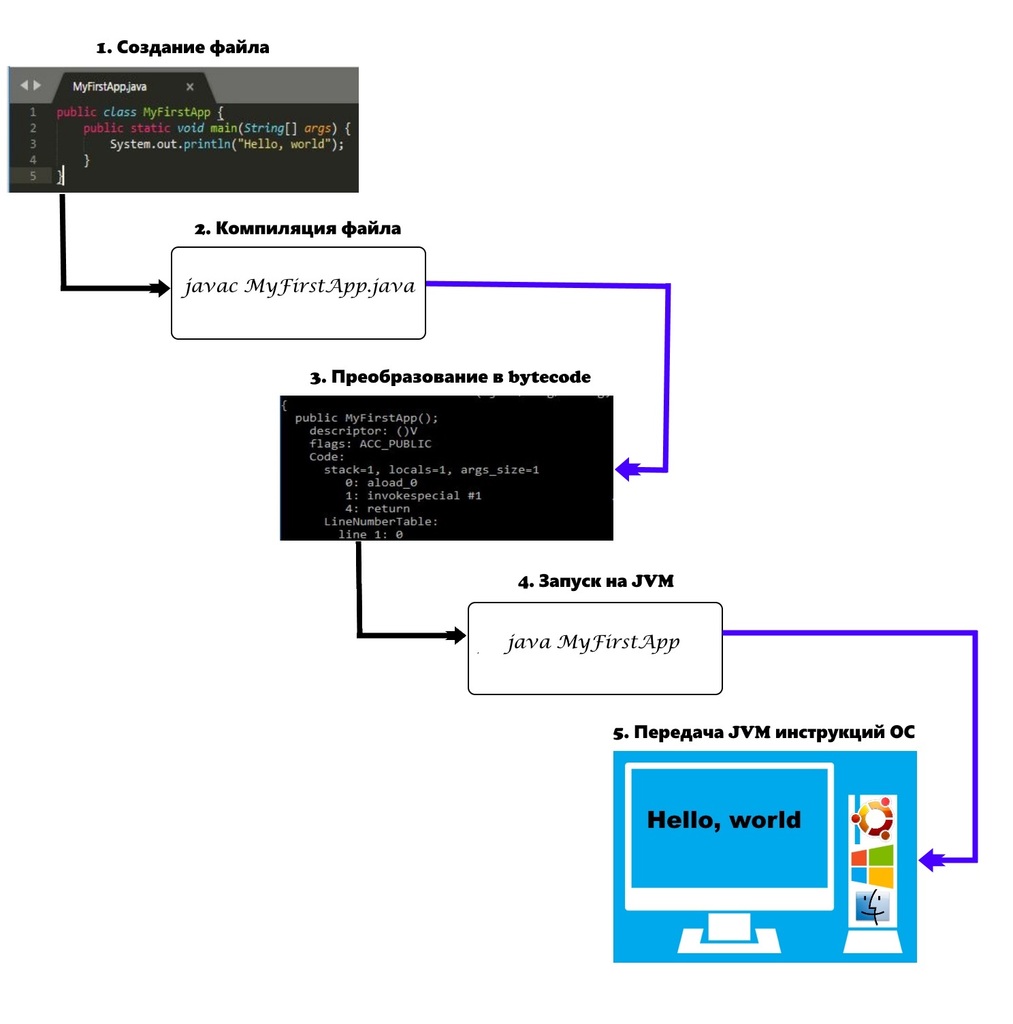 1. Создание файла
MyFirstApp.java x
1 public class MyFirstApp {
2 public static void main(String[] args) {
3 System.out.println("Hello, world");
4 }
5 }
2. Компиляция файла
javac MyFirstApp.java
3. Преобразование в bytecode
{
public MyFirstApp();
descriptor: ()V
flags: ACC_PUBLIC
Code:
stack=1, locals=1, args_size=1
0: aload_0
1: invokespecial #1
4: return
LineNumberTable:
line 1: 0
4. Запуск на JVM
java MyFirstApp
5. Передача JVM инструкций ОС
Hello, world